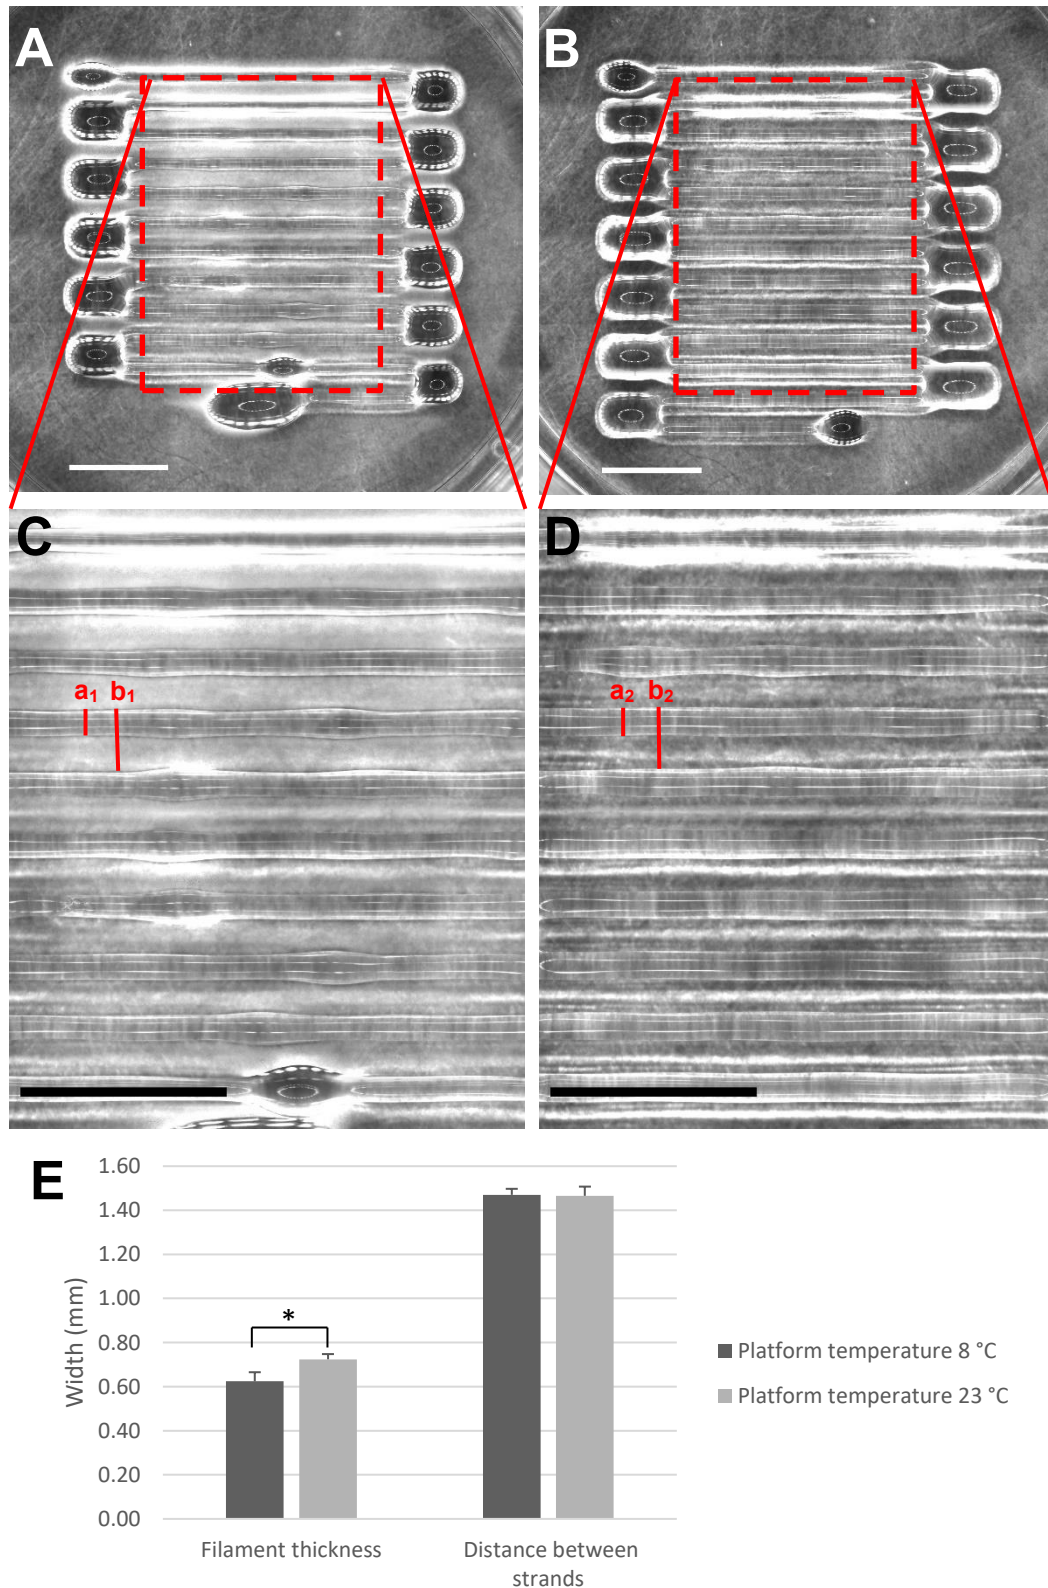 A
B
C
D
a₁ b₁
a₂ b₂
E
1.60
1.40
1.20
1.00
0.80
0.60
0.40
0.20
0.00
Width (mm)
*
Filament thickness
Distance between
strands
Platform temperature 8 °C
Platform temperature 23 °C